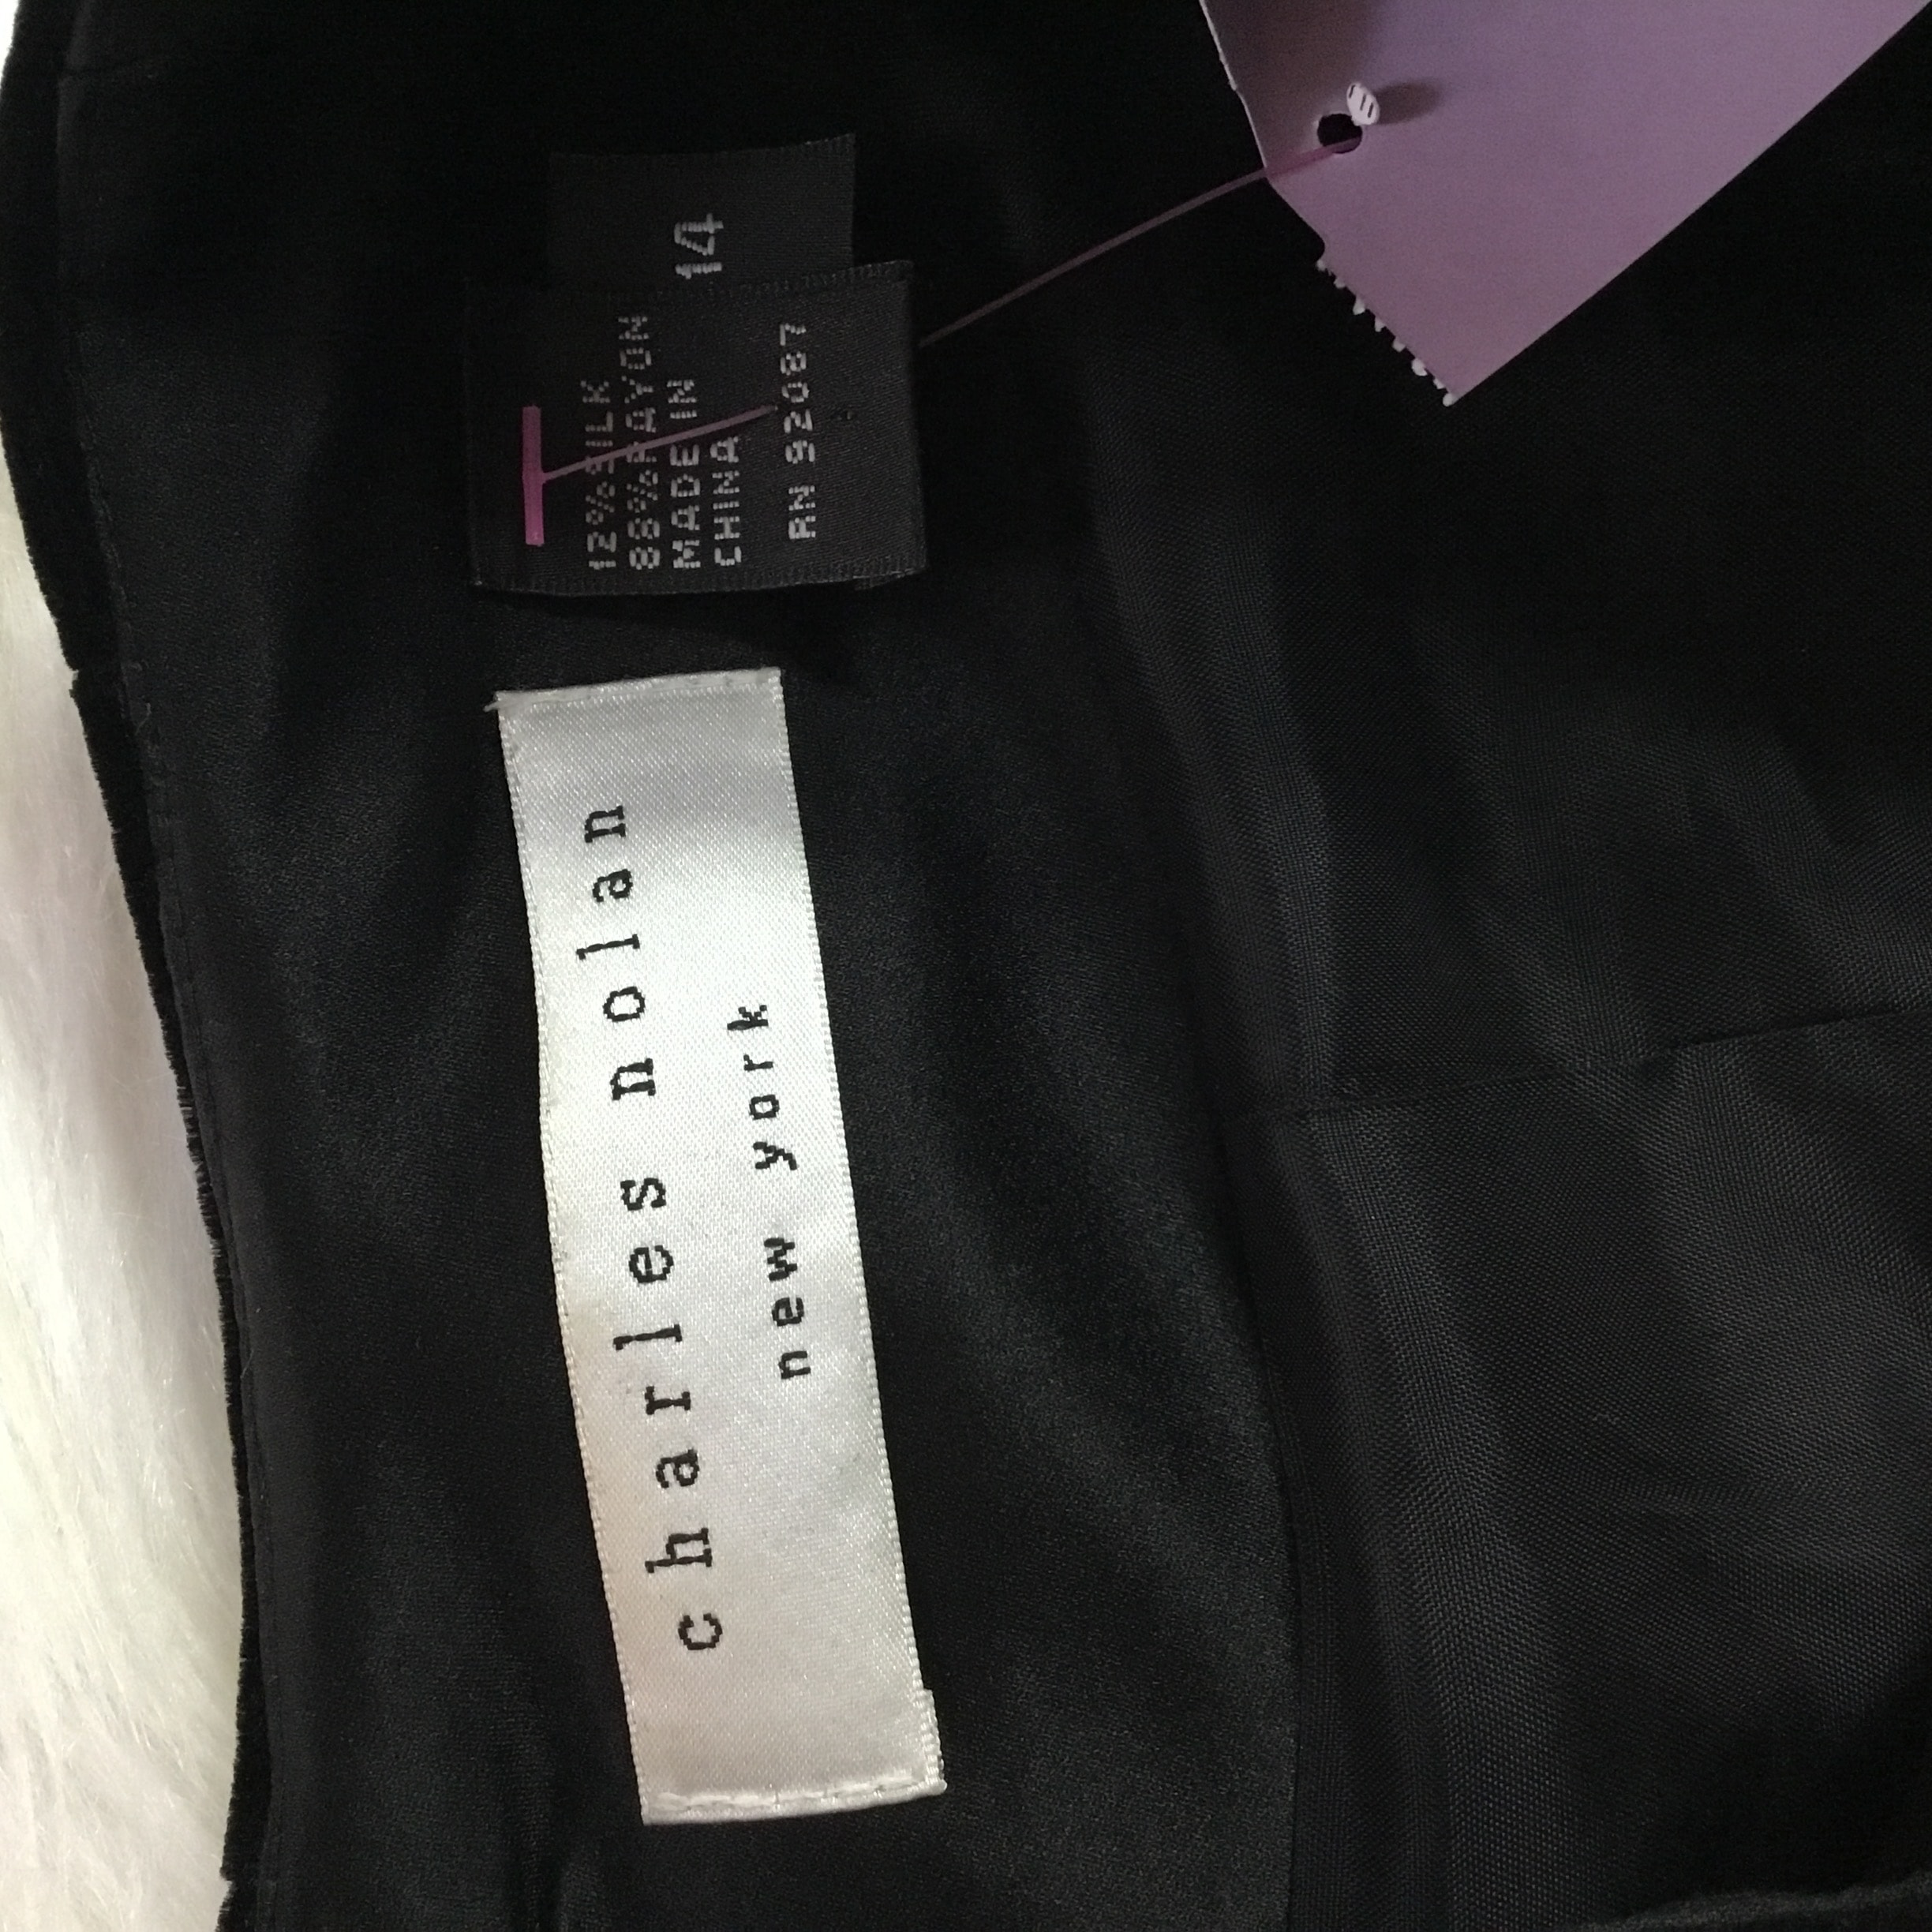 14
12% SILK
88% RAYON
MADE IN
CHINA
RN 92087
charles nolan
new york